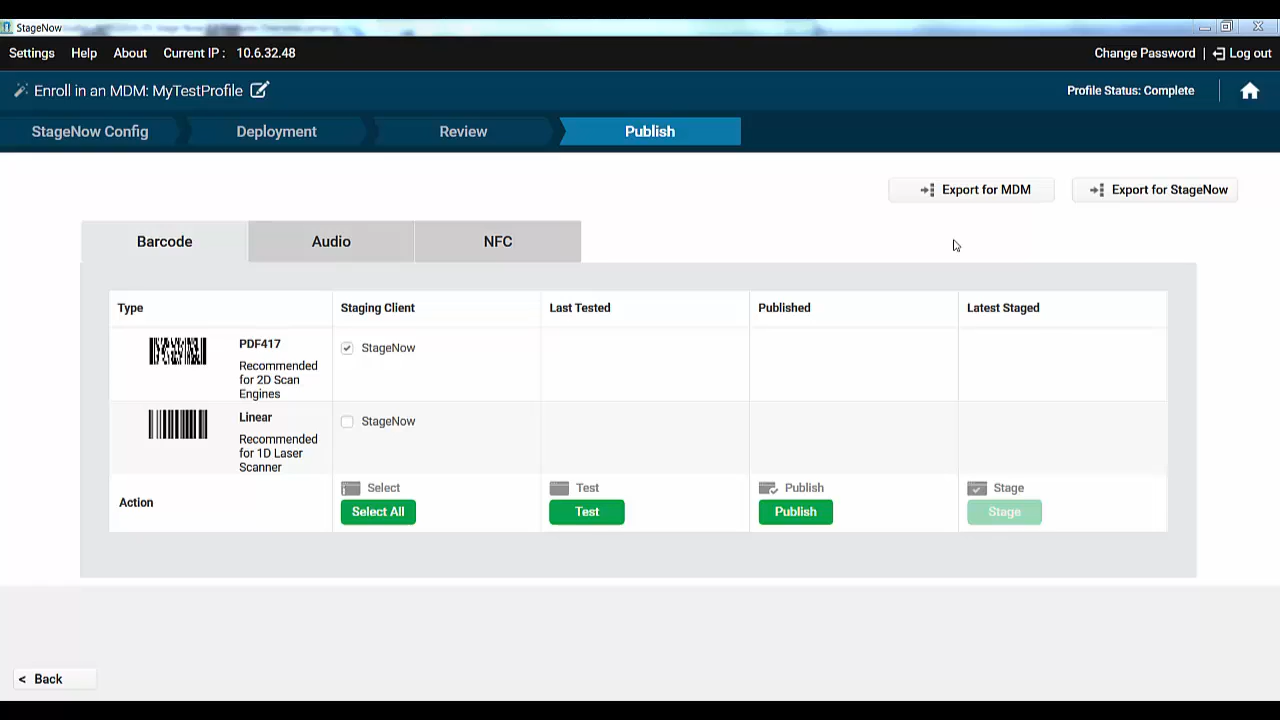 StageNow
Settings Help About Current IP : 10.6.32.48 Change Password | Log out
Enroll in an MDM: MyTestProfile Profile Status: Complete
StageNow Config Deployment Review Publish
Export for MDM Export for StageNow
Barcode Audio NFC
Type Staging Client Last Tested Published Latest Staged
PDF417 StageNow
Recommended
for 2D Scan
Engines
Linear StageNow
Recommended
for 1D Laser
Scanner
Action Select Test Publish Stage
Select All Test Publish Stage
< Back